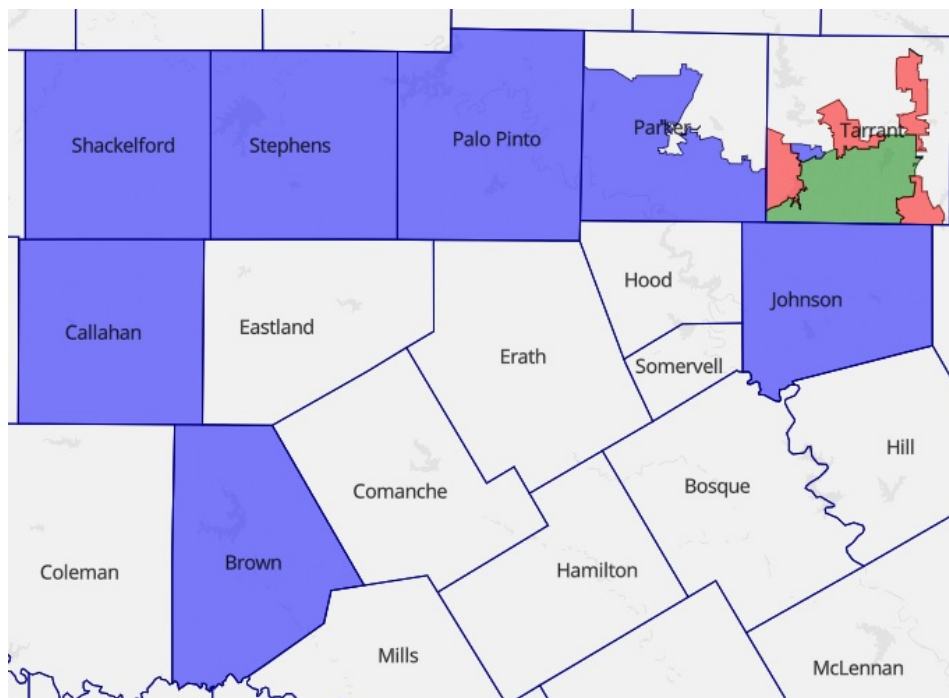 Shackelford
Stephens
Palo Pinto
Parker
Tarrant
Callahan
Eastland
Erath
Hood
Johnson
Somervell
Coleman
Brown
Comanche
Hamilton
Bosque
Hill
Mills
McLennan